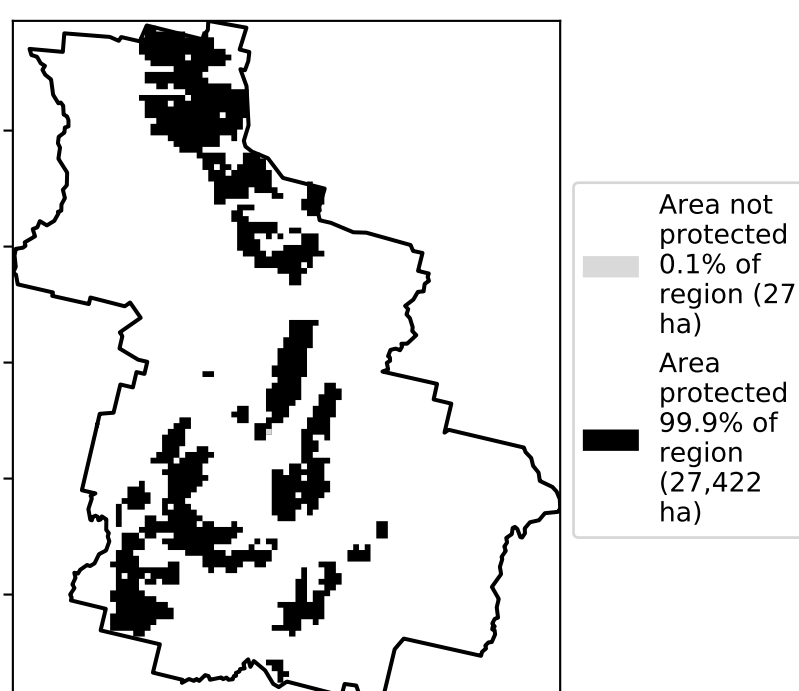 Area not
protected
0.1% of
region (27
ha)
Area
protected
99.9% of
region
(27,422
ha)